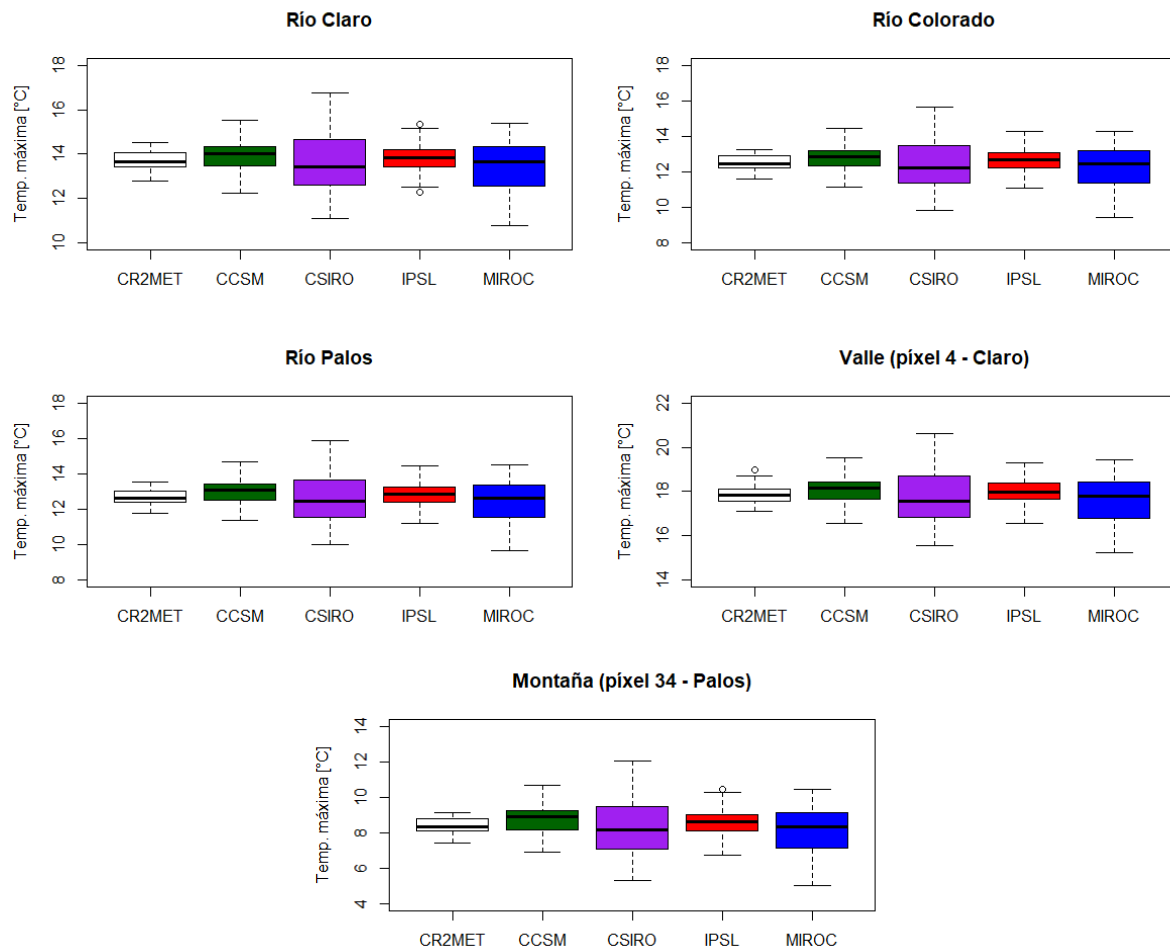 Río Claro
Temp. máxima [°C]
18
16
14
12
10
CR2MET CCSM CSIRO IPSL MIROC
Río Colorado
Temp. máxima [°C]
18
16
14
12
10
8
CR2MET CCSM CSIRO IPSL MIROC
Río Palos
Temp. máxima [°C]
18
16
14
12
10
8
CR2MET CCSM CSIRO IPSL MIROC
Valle (píxel 4 - Claro)
Temp. máxima [°C]
22
20
18
16
14
CR2MET CCSM CSIRO IPSL MIROC
Montaña (píxel 34 - Palos)
Temp. máxima [°C]
14
12
10
8
6
4
CR2MET CCSM CSIRO IPSL MIROC